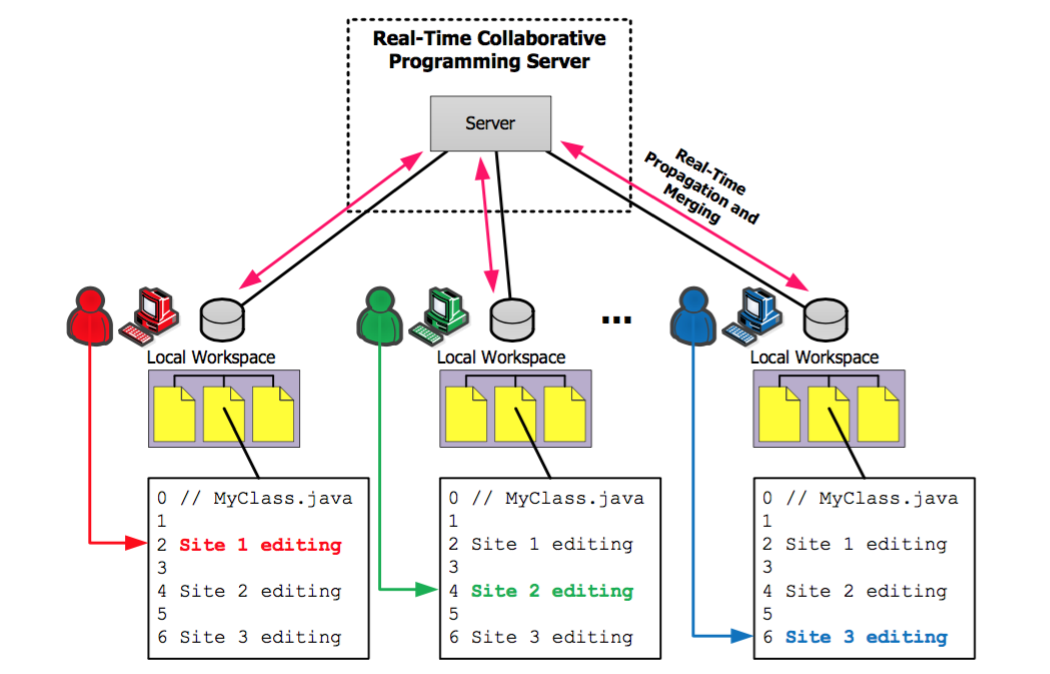 Real-Time Collaborative
Programming Server
Server
Real-Time
Propagation and
Merging
...
Local Workspace
Local Workspace
Local Workspace
0 // MyClass.java
1
2 Site 1 editing
3
4 Site 2 editing
5
6 Site 3 editing
0 // MyClass.java
1
2 Site 1 editing
3
4 Site 2 editing
5
6 Site 3 editing
0 // MyClass.java
1
2 Site 1 editing
3
4 Site 2 editing
5
6 Site 3 editing